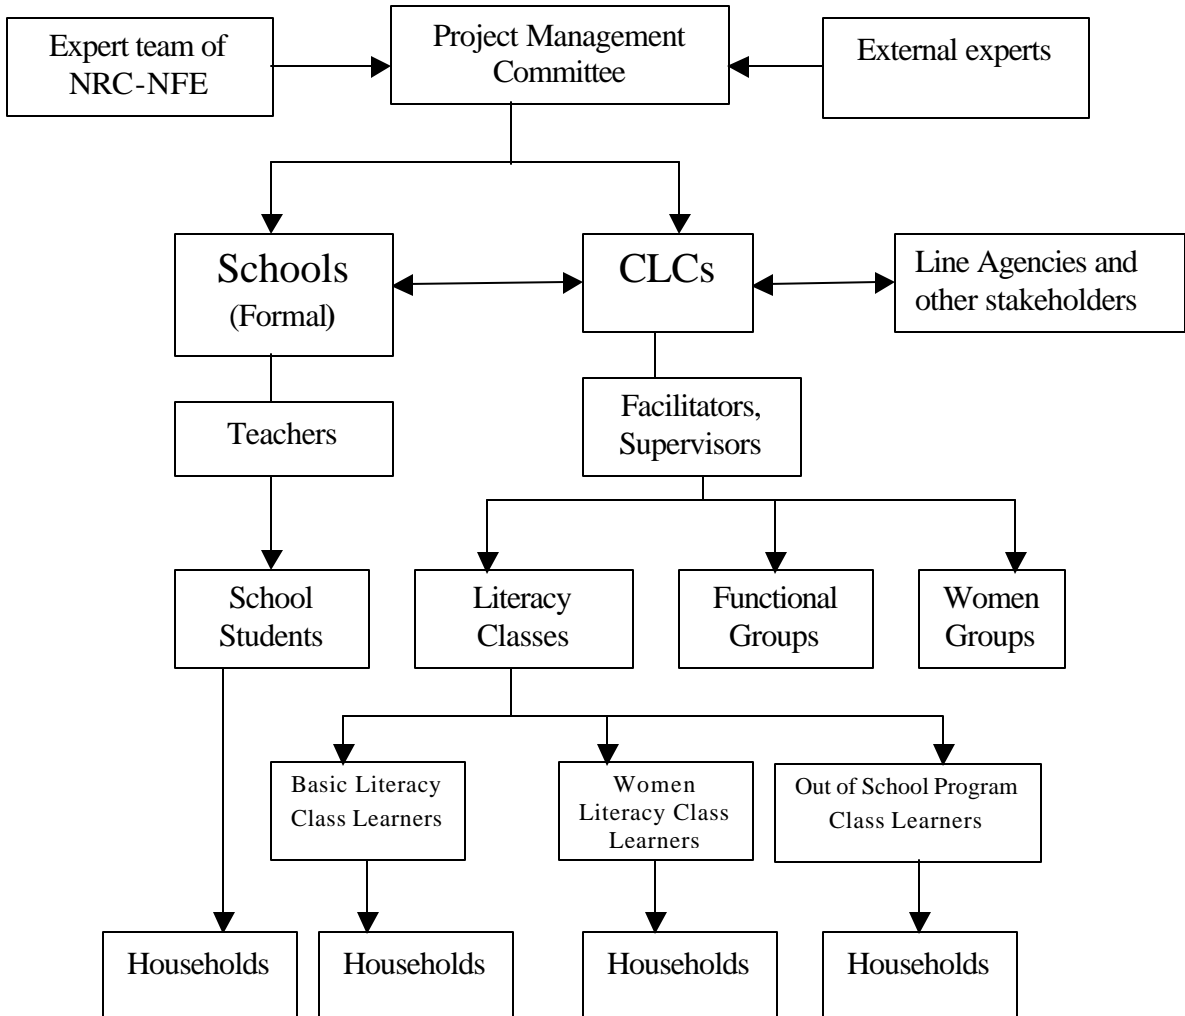 Expert team of
NRC-NFE
Project Management
Committee
External experts
Schools
(Formal)
CLCs
Line Agencies and
other stakeholders
Teachers
Facilitators,
Supervisors
School
Students
Literacy
Classes
Functional
Groups
Women
Groups
Basic Literacy
Class Learners
Women
Literacy Class
Learners
Out of School Program
Class Learners
Households
Households
Households
Households